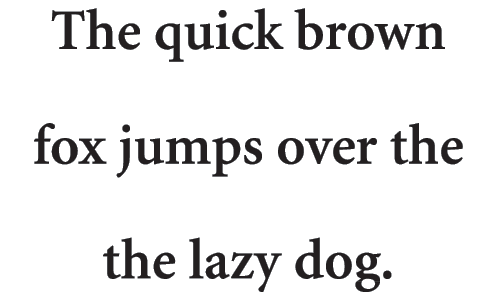 The quick brown
fox jumps over the
the lazy dog.